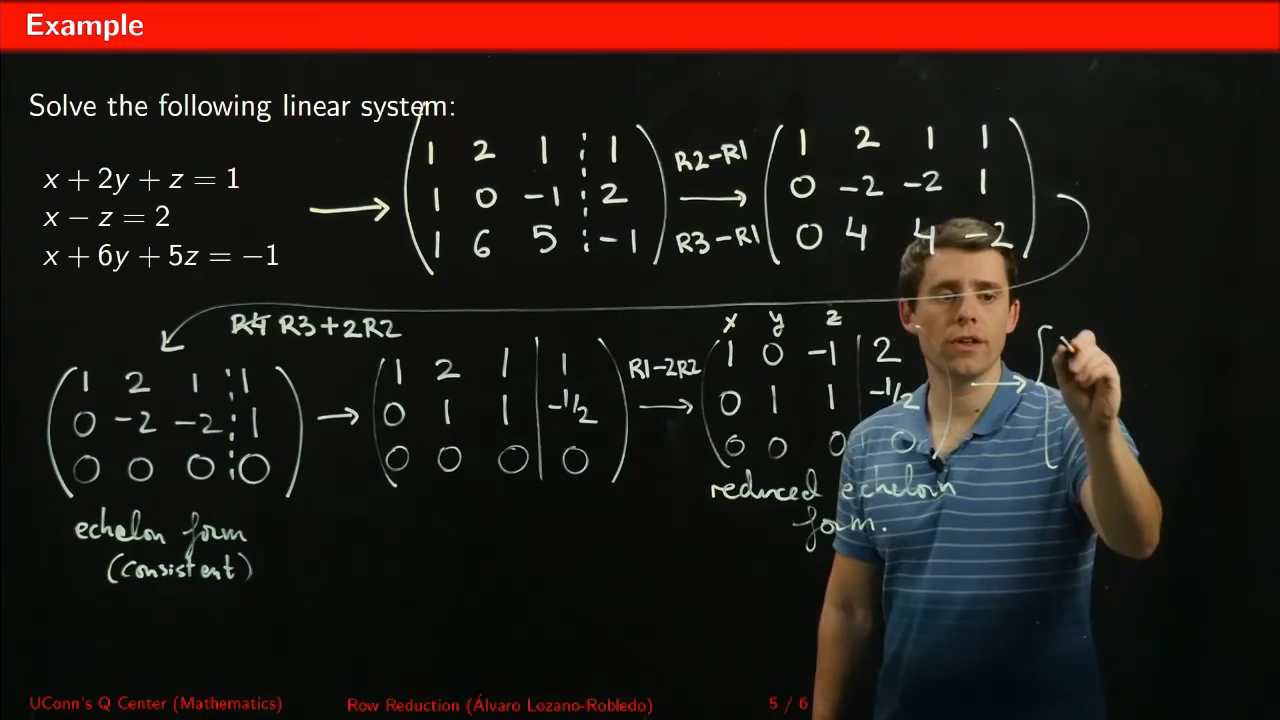 Example
Solve the following linear system:
x + 2y + z = 1
x − z = 2
x + 6y + 5z = −1
1 2 1 1
1 0 -1 2
1 6 5 -1
R2-R1
R3-R1
1 2 1 1
0 -2 -2 1
0 4 4 -2
R3+2R2
1 2 1 1
0 -2 -2 1
0 0 0 0
echelon form
(consistent)
1 2 1 1
0 1 1 -1/2
0 0 0 0
R1-2R2
x y z
1 0 -1 2
0 1 1 -1/2
0 0 0 0
reduced echelon
form.
UConn's Q Center (Mathematics) Row Reduction (Álvaro Lozano-Robledo) 5 / 6